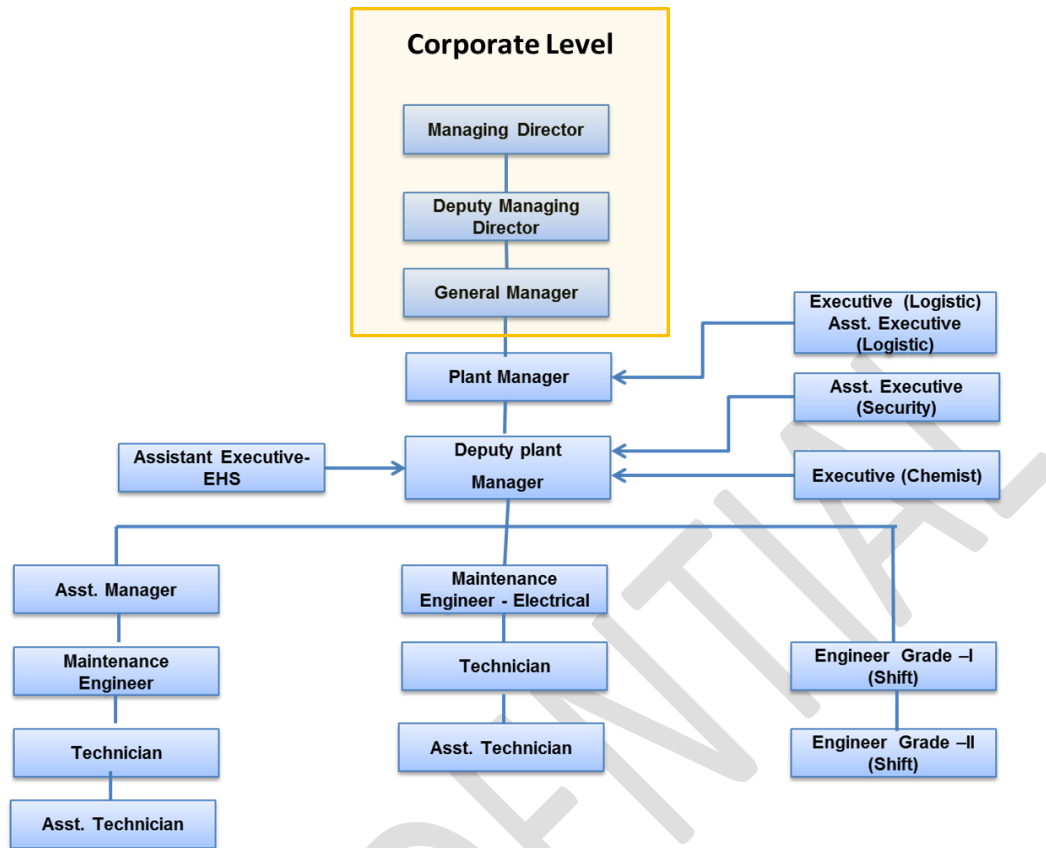 Corporate Level
Managing Director
Deputy Managing
Director
General Manager
Executive (Logistic)
Asst. Executive
(Logistic)
Plant Manager
Asst. Executive
(Security)
Assistant Executive-
EHS
Deputy plant
Manager
Executive (Chemist)
Asst. Manager
Maintenance
Engineer - Electrical
Maintenance
Engineer
Technician
Engineer Grade –I
(Shift)
Technician
Asst. Technician
Engineer Grade –II
(Shift)
Asst. Technician